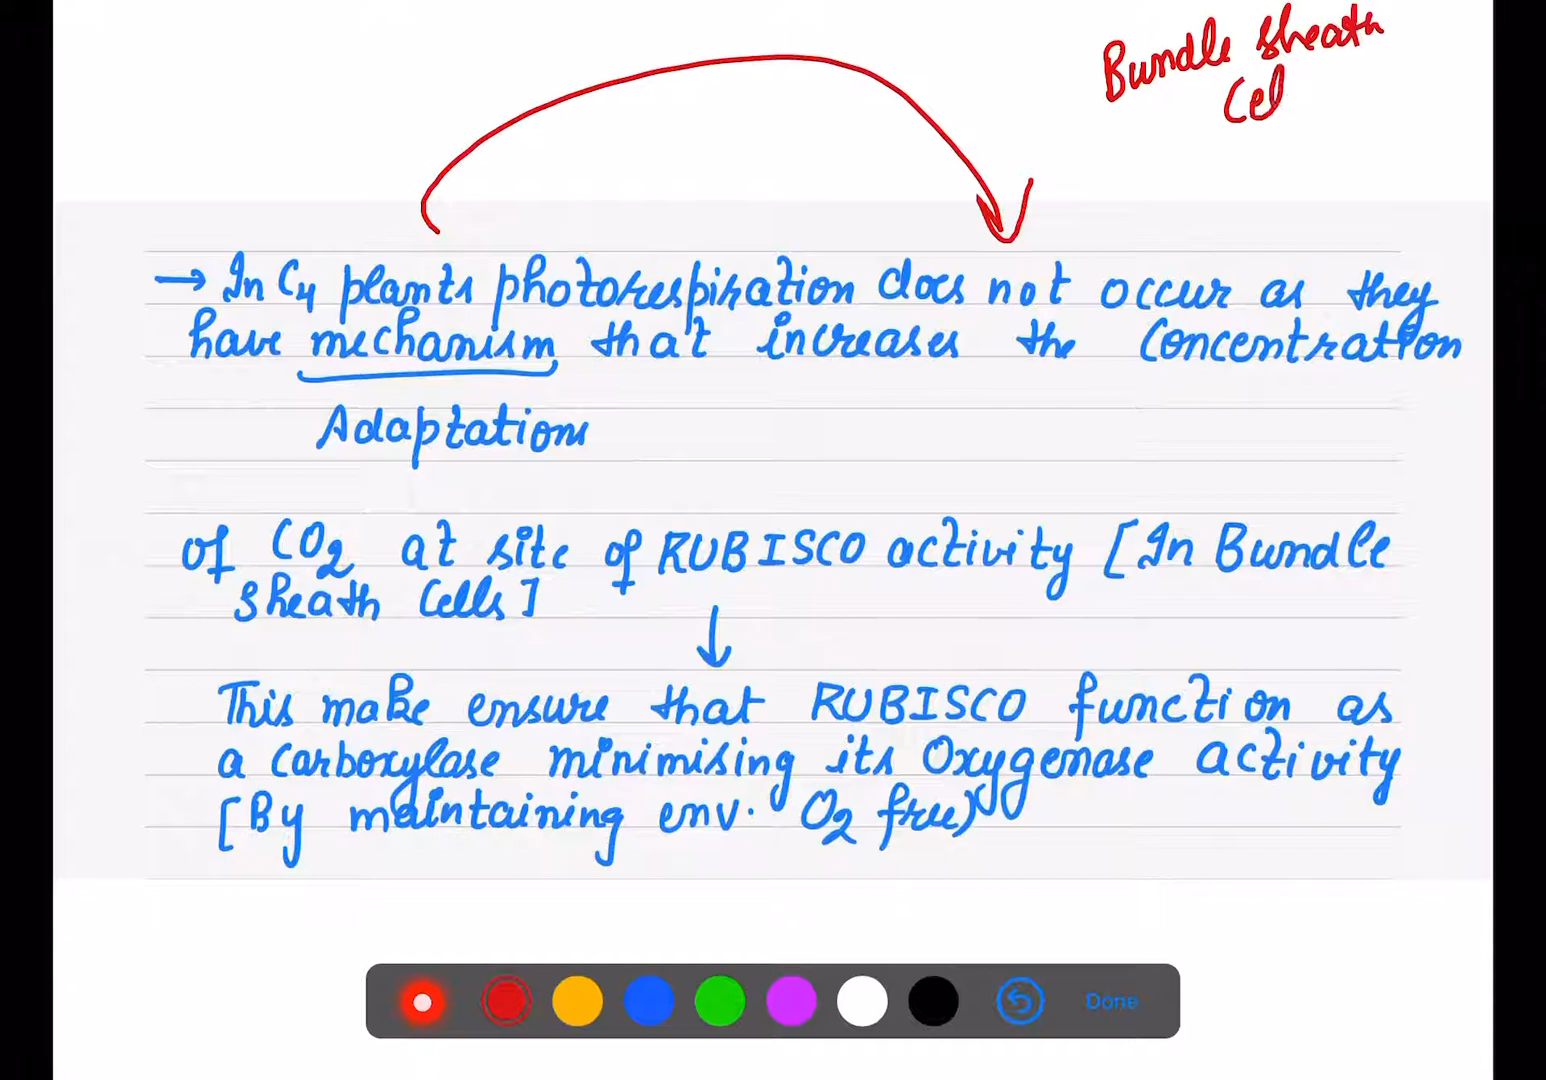 Bundle sheath
Cel
→ In C4 plants photorespiration does not occur as they
have mechanism that increases the concentration
Adaptations
of CO2 at site of RUBISCO activity [In Bundle
sheath cells]
↓
This make ensure that RUBISCO function as
a carboxylase minimising its Oxygenase activity
[By maintaining env. O2 free)
Done